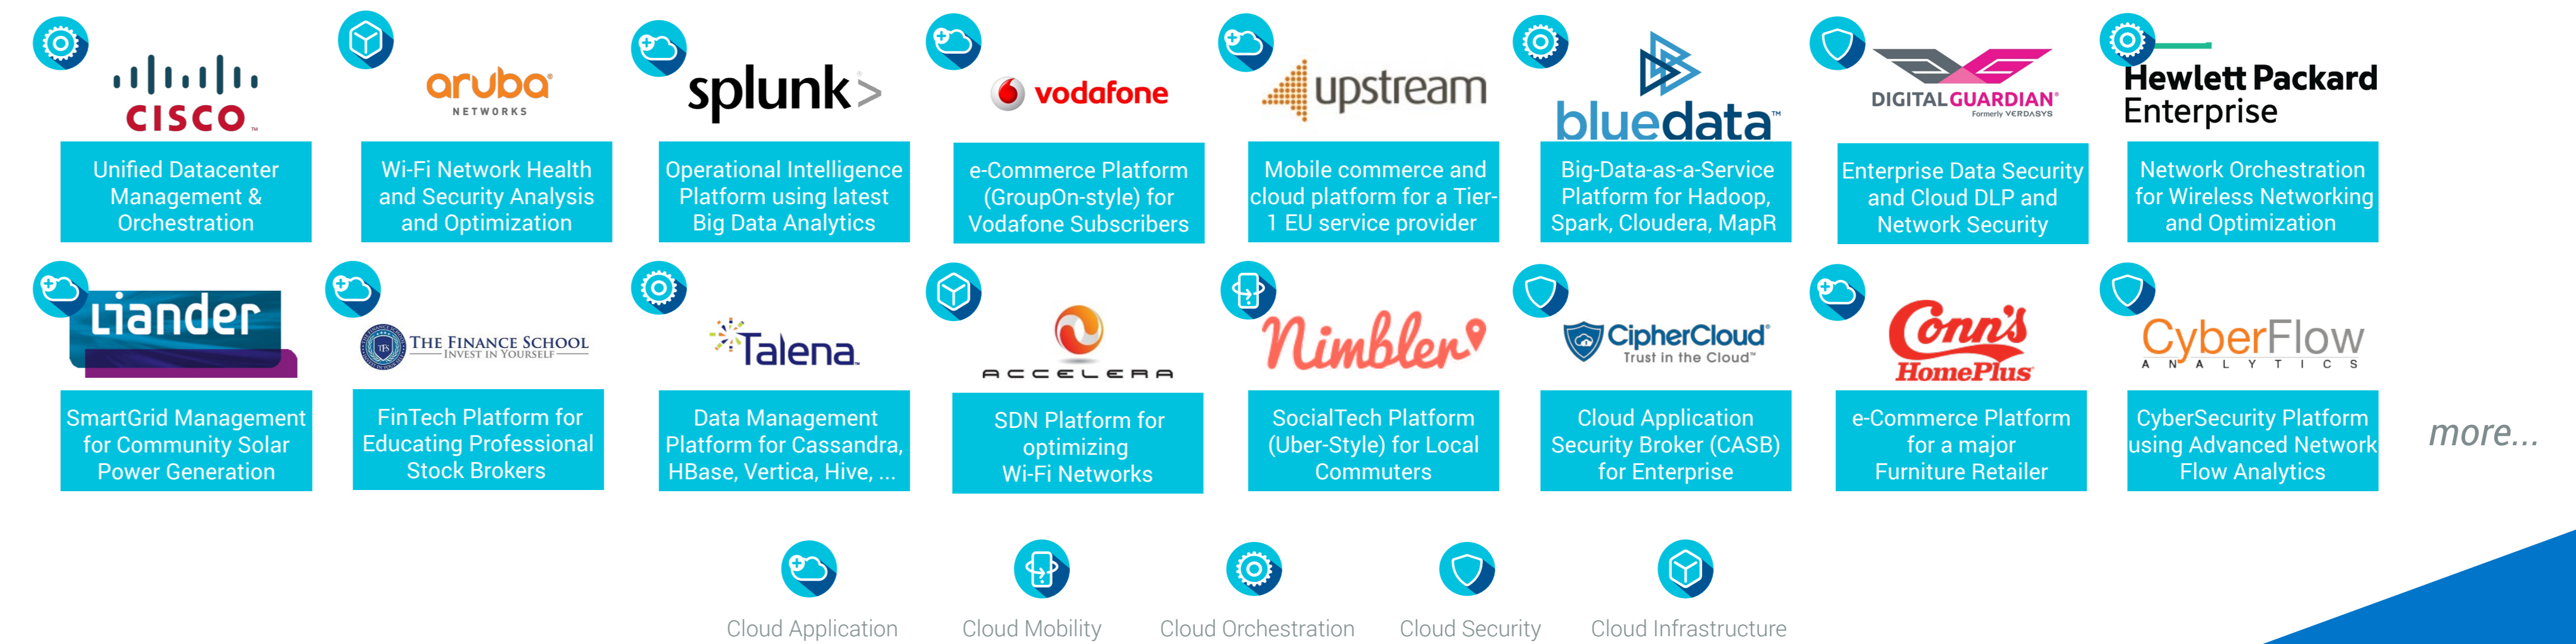 CISCO™
Unified Datacenter
Management &
Orchestration
aruba®
NETWORKS
Wi-Fi Network Health
and Security Analysis
and Optimization
splunk>
Operational Intelligence
Platform using latest
Big Data Analytics
vodafone
e-Commerce Platform
(GroupOn-style) for
Vodafone Subscribers
upstream
Mobile commerce and
cloud platform for a Tier-
1 EU service provider
bluedata™
Big-Data-as-a-Service
Platform for Hadoop,
Spark, Cloudera, MapR
DIGITAL GUARDIAN®
Formerly VERDASYS
Enterprise Data Security
and Cloud DLP and
Network Security
Hewlett Packard
Enterprise
Network Orchestration
for Wireless Networking
and Optimization
Liander
SmartGrid Management
for Community Solar
Power Generation
TFS
THE FINANCE SCHOOL
INVEST IN YOURSELF
FinTech Platform for
Educating Professional
Stock Brokers
Talena
Data Management
Platform for Cassandra,
HBase, Vertica, Hive, ...
ACCELERA
SDN Platform for
optimizing
Wi-Fi Networks
Nimbler
SocialTech Platform
(Uber-Style) for Local
Commuters
CipherCloud®
Trust in the Cloud™
Cloud Application
Security Broker (CASB)
for Enterprise
Conn's
HomePlus
e-Commerce Platform
for a major
Furniture Retailer
CyberFlow
ANALYTICS
CyberSecurity Platform
using Advanced Network
Flow Analytics
more...
Cloud Application
Cloud Mobility
Cloud Orchestration
Cloud Security
Cloud Infrastructure